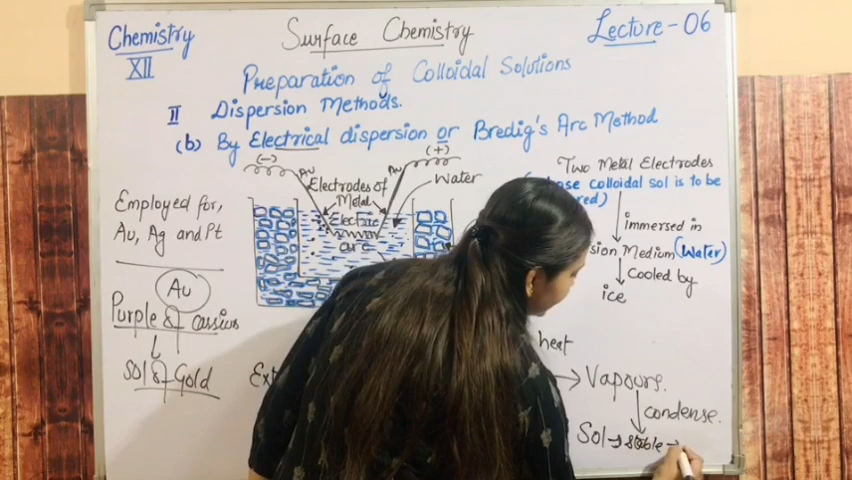 Chemistry
XII
Surface Chemistry
Lecture-06
Preparation of Colloidal Solutions
II Dispersion Methods.
(b) By Electrical dispersion or Bredig's Arc Method
(-)
(+)
Au
Au
Electrodes of
Metal
Water
Electric
arc
Employed for,
Au, Ag and Pt
Au
Purple of cassius
Sol of Gold
Two Metal Electrodes
colloidal sol is to be
immersed in
Medium (Water)
Cooled by
ice
heat
Vapours.
condense.
Sol → stable →